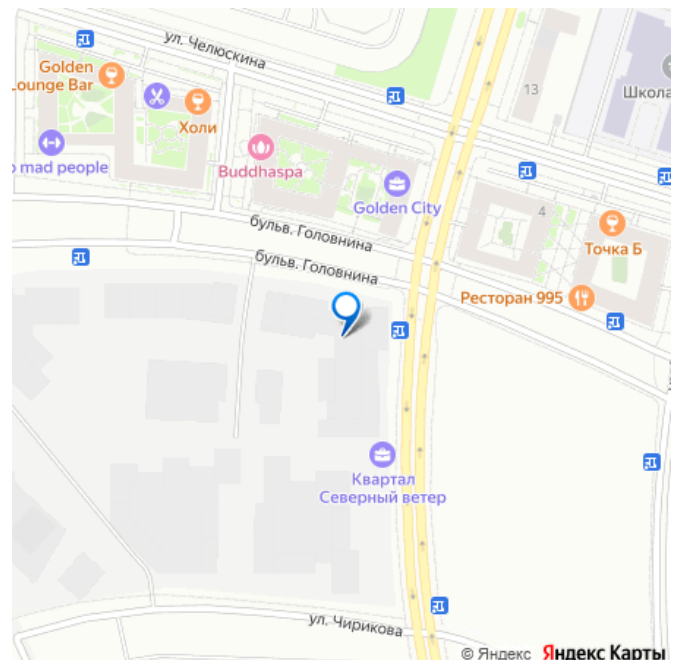 ул. Челюскина
Golden
Lounge Bar
Холи
13
Школа
mad people
Buddhaspa
Golden City
4
Точка Б
бульв. Головнина
бульв. Головнина
Ресторан 995
Квартал
Северный ветер
ул. Чирикова
© Яндекс Яндекс Карты